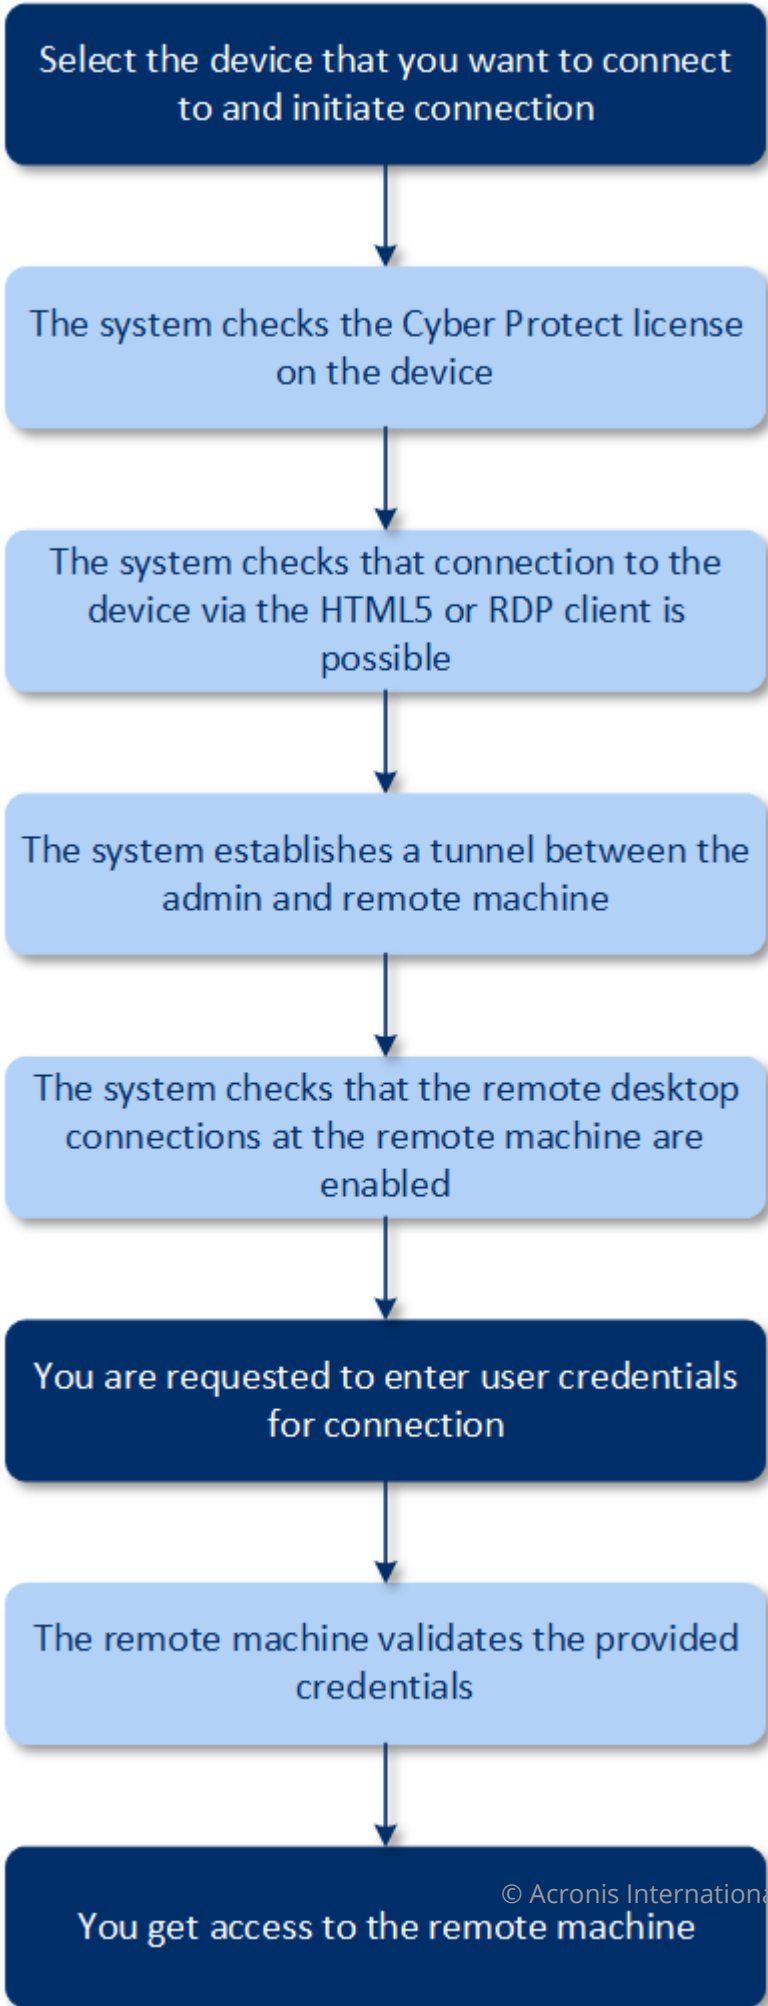 Select the device that you want to connect
to and initiate connection
The system checks the Cyber Protect license
on the device
The system checks that connection to the
device via the HTML5 or RDP client is
possible
The system establishes a tunnel between the
admin and remote machine
The system checks that the remote desktop
connections at the remote machine are
enabled
You are requested to enter user credentials
for connection
The remote machine validates the provided
credentials
© Acronis Internationa
You get access to the remote machine